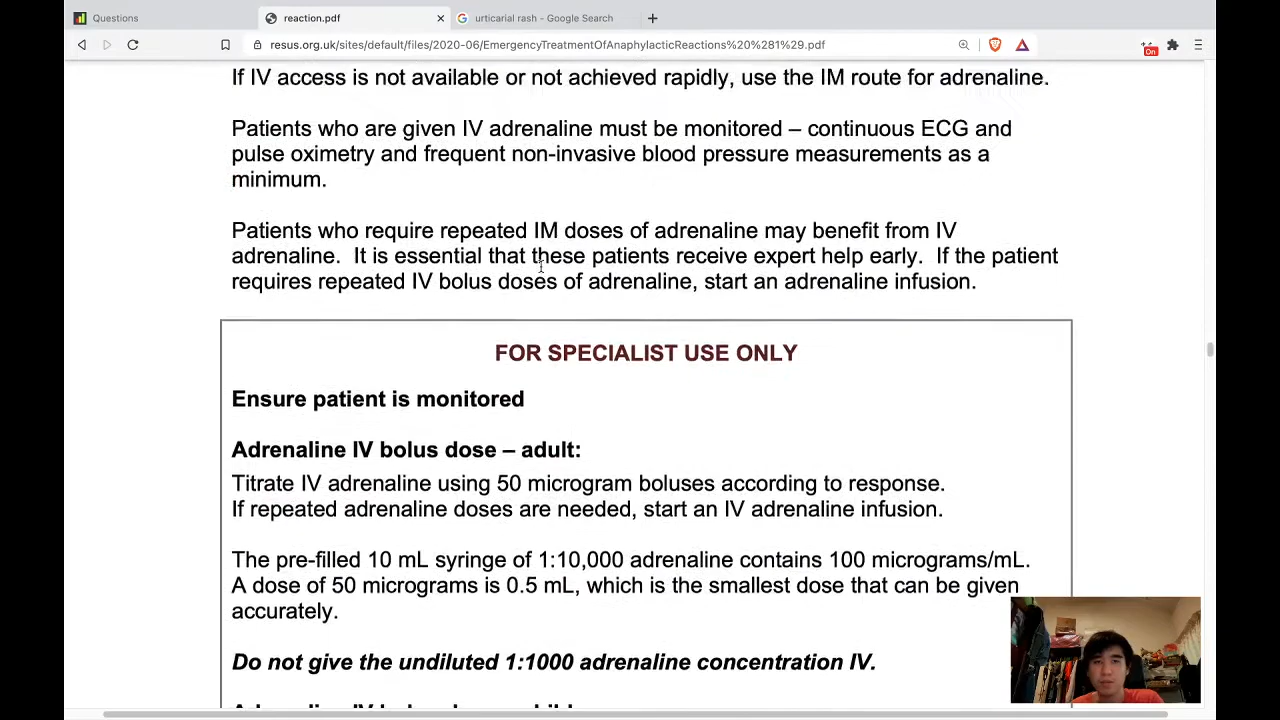 Questions
reaction.pdf
urticarial rash - Google Search
resus.org.uk/sites/default/files/2020-06/EmergencyTreatmentOfAnaphylacticReactions%20%281%29.pdf
On
If IV access is not available or not achieved rapidly, use the IM route for adrenaline.
Patients who are given IV adrenaline must be monitored – continuous ECG and
pulse oximetry and frequent non-invasive blood pressure measurements as a
minimum.
Patients who require repeated IM doses of adrenaline may benefit from IV
adrenaline. It is essential that these patients receive expert help early. If the patient
requires repeated IV bolus doses of adrenaline, start an adrenaline infusion.
FOR SPECIALIST USE ONLY
Ensure patient is monitored
Adrenaline IV bolus dose – adult:
Titrate IV adrenaline using 50 microgram boluses according to response.
If repeated adrenaline doses are needed, start an IV adrenaline infusion.
The pre-filled 10 mL syringe of 1:10,000 adrenaline contains 100 micrograms/mL.
A dose of 50 micrograms is 0.5 mL, which is the smallest dose that can be given
accurately.
Do not give the undiluted 1:1000 adrenaline concentration IV.